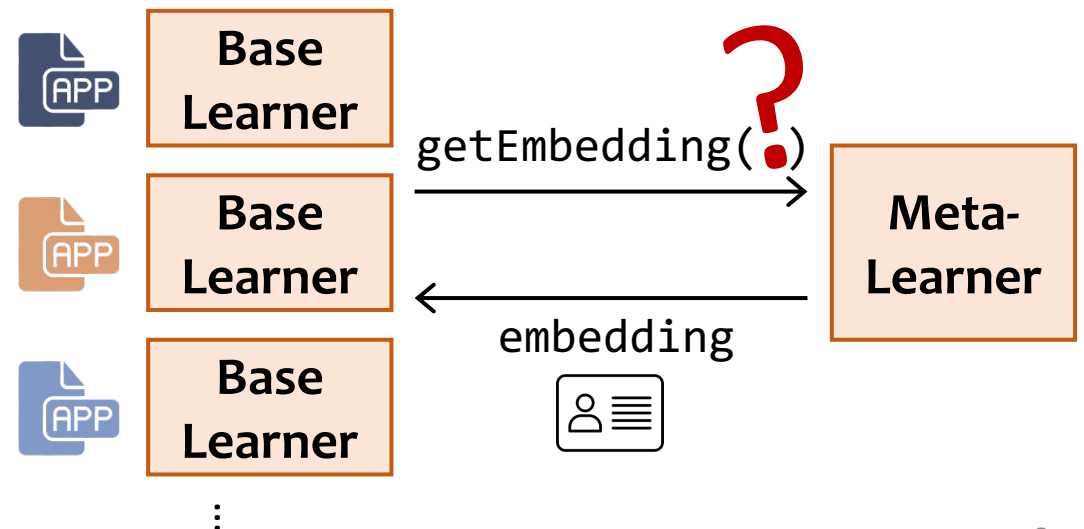 APP
Base
Learner
getEmbedding( )
?
APP
Base
Learner
Meta-
Learner
embedding
APP
Base
Learner
⋮